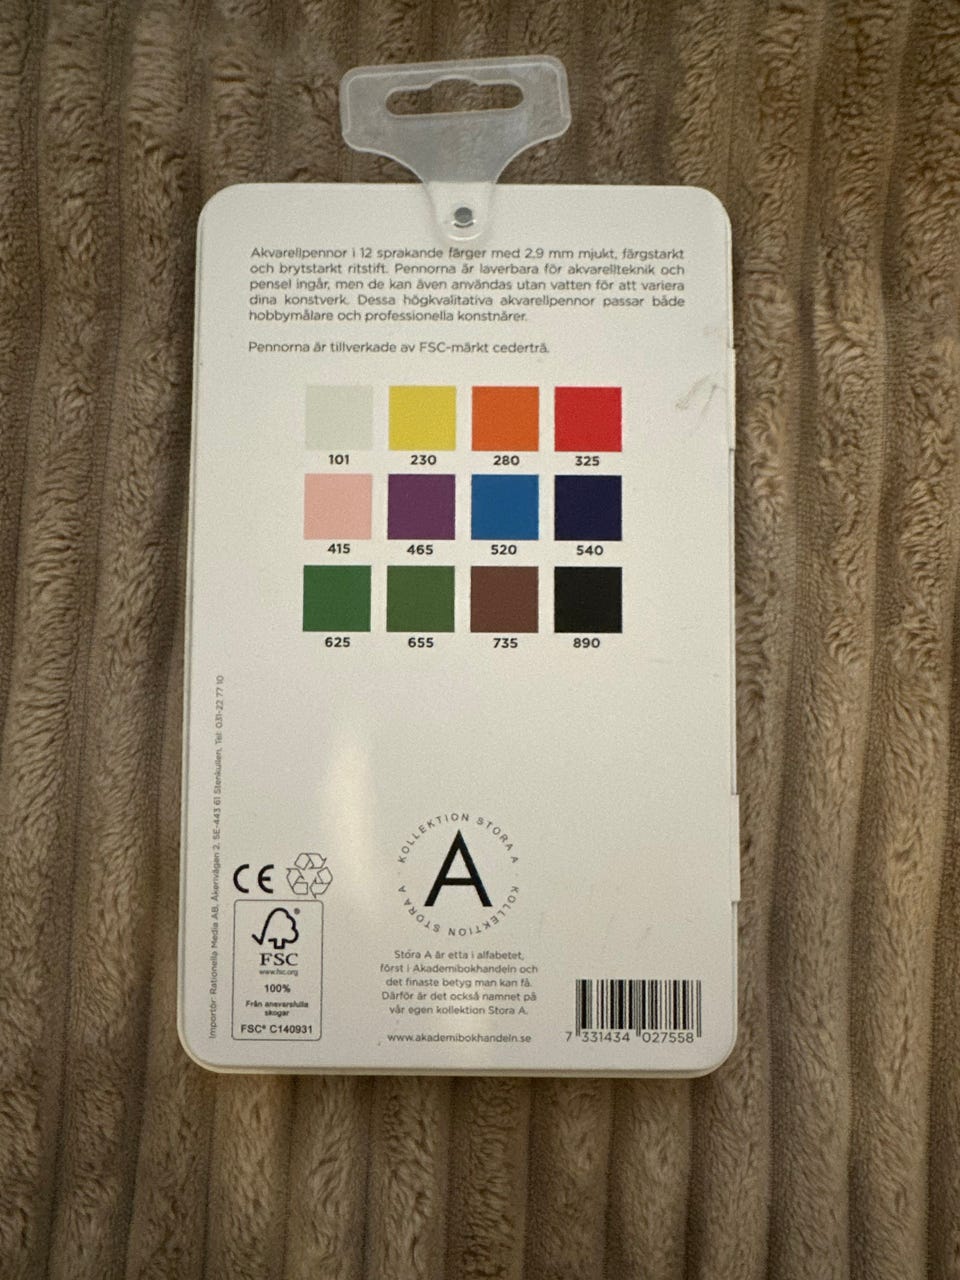 Akvarellpennor i 12 sprakande färger med 2,9 mm mjukt, färgstarkt
och brytstarkt ritstift. Pennorna är laverbara för akvarellteknik och
pensel ingår, men de kan även användas utan vatten för att variera
dina konstverk. Dessa högkvalitativa akvarellpennor passar både
hobbymålare och professionella konstnärer.
Pennorna är tillverkade av FSC-märkt cederträ.
101 230 280 325
415 465 520 540
625 655 735 890
Importör: Rationella Media AB, Åkerivägen 2, SE-443 61 Stenkullen, Tel: 031-22 77 10
CE
FSC
www.fsc.org
100%
Från ansvarsfulla
skogar
FSC® C140931
KOLLEKTION STORA A · KOLLEKTION STORA A ·
A
Stora A är etta i alfabetet,
först i Akademibokhandeln och
det finaste betyg man kan få.
Därför är det också namnet på
vår egen kollektion Stora A.
www.akademibokhandeln.se
7 331434 027558